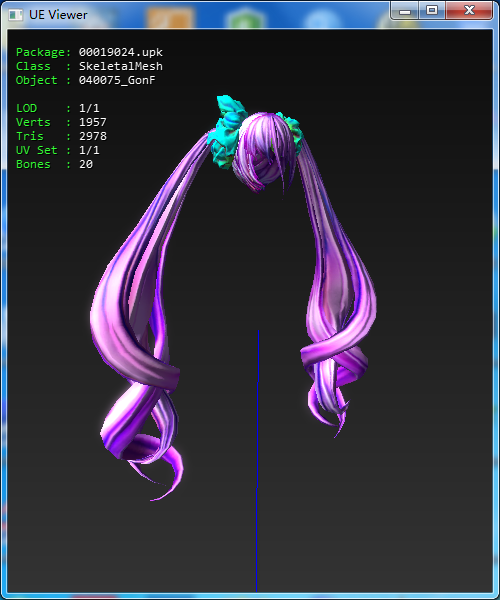 UE Viewer
Package: 00019024.upk
Class : SkeletalMesh
Object : 040075_GonF
LOD : 1/1
Verts : 1957
Tris : 2978
UV Set : 1/1
Bones : 20